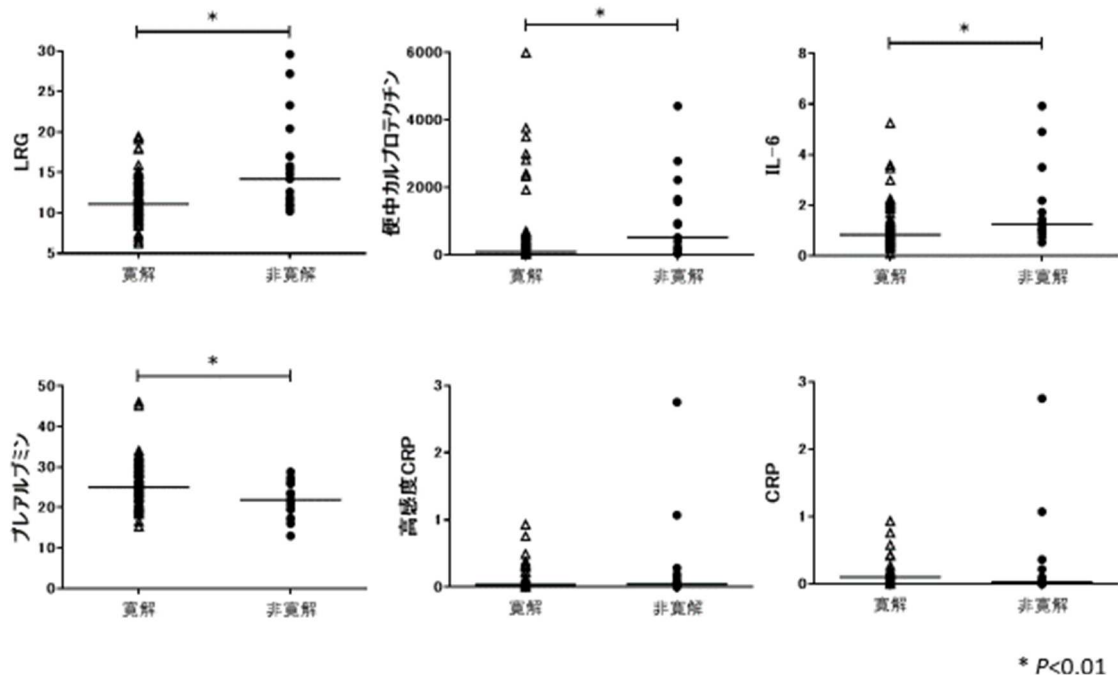 *
30
25
20
15
10
5
LRG
寛解
非寛解
*
6000
4000
2000
0
便中カルプロテクチン
寛解
非寛解
*
8
6
4
2
0
IL-6
寛解
非寛解
*
50
40
30
20
10
0
プレアルブミン
寛解
非寛解
3
2
1
0
高感度CRP
寛解
非寛解
3
2
1
0
CRP
寛解
非寛解
* P<0.01